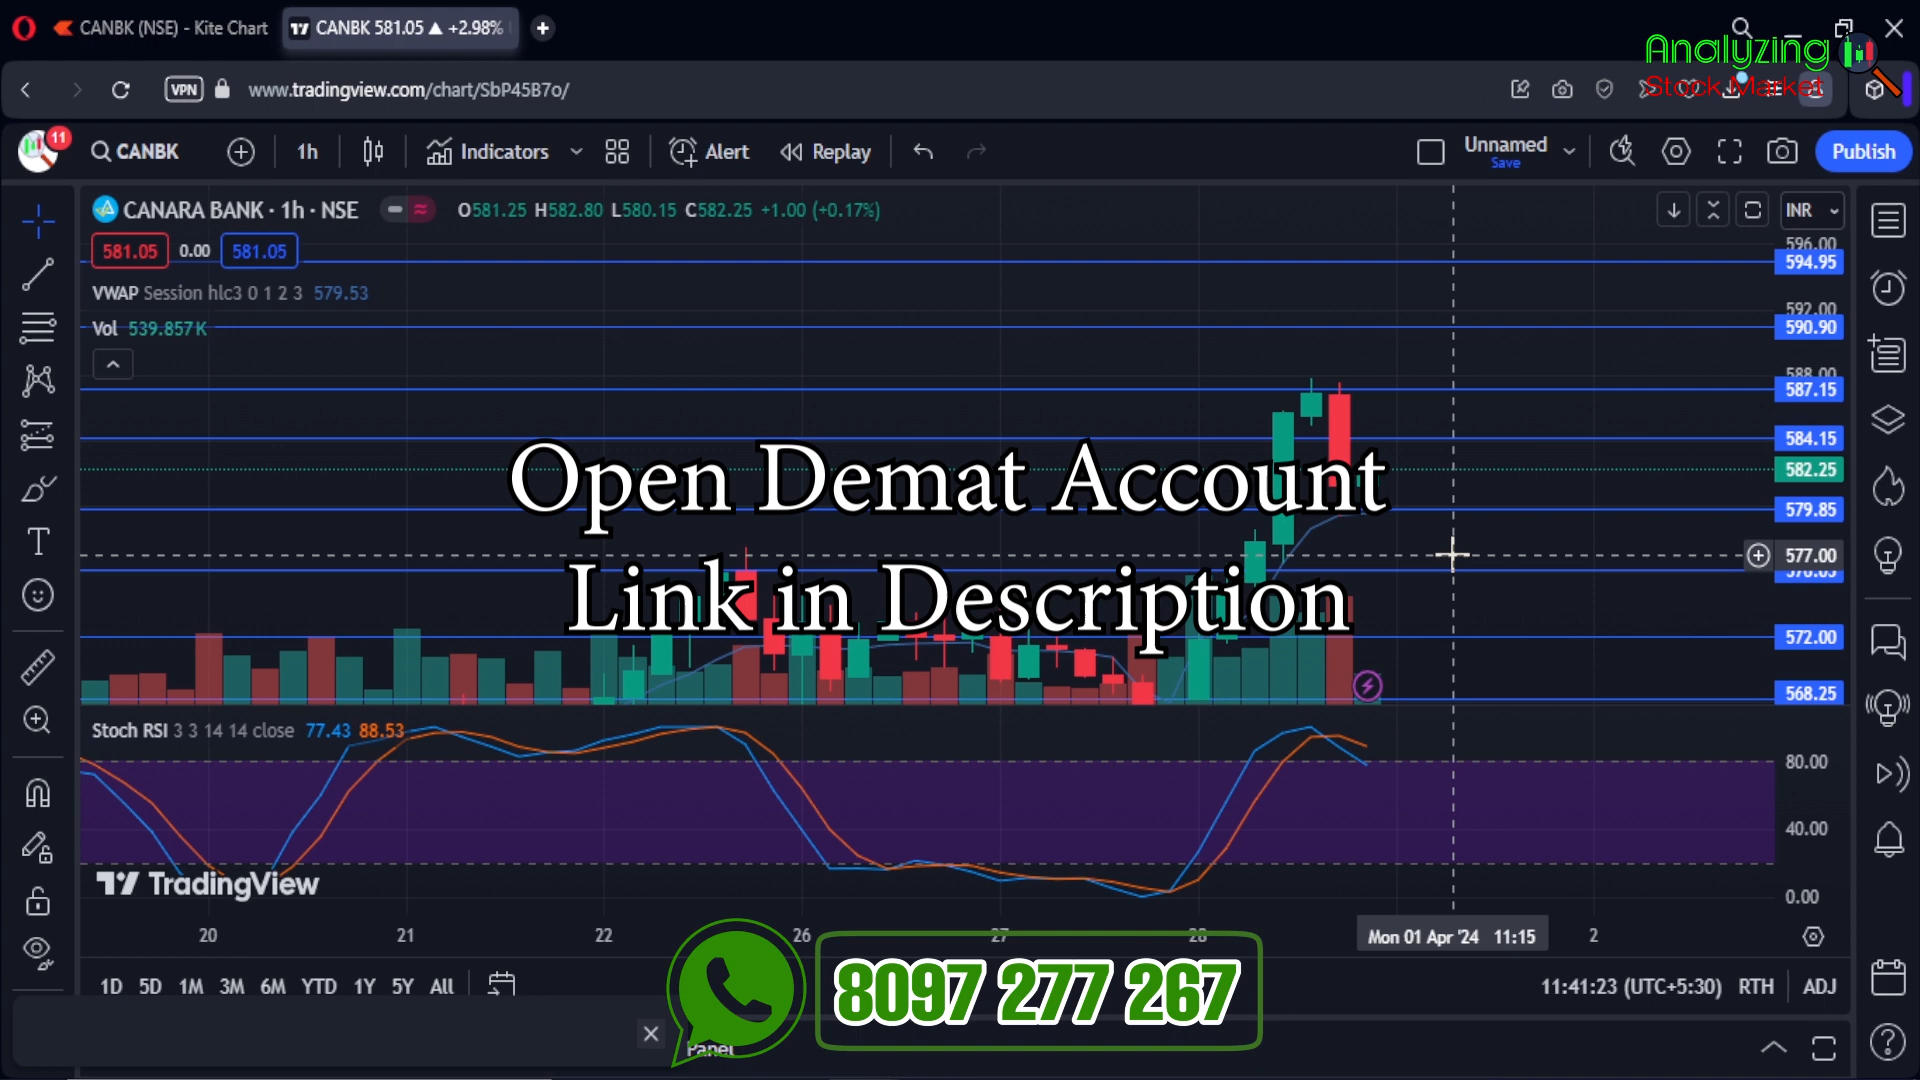 CANBK (NSE) - Kite Chart
CANBK 581.05 ▲ +2.98%
Analyzing
Stock Market
VPN
www.tradingview.com/chart/SbP45B7o/
11
CANBK
1h
Indicators
Alert
Replay
Unnamed
Save
Publish
CANARA BANK · 1h · NSE
O581.25 H582.80 L580.15 C582.25 +1.00 (+0.17%)
INR
581.05 0.00 581.05
VWAP Session hlc3 0 1 2 3 579.53
Vol 539.857K
596.00
594.95
592.00
590.90
588.00
587.15
584.15
582.25
579.85
577.00
572.00
568.25
Open Demat Account
Link in Description
Stoch RSI 3 3 14 14 close 77.43 88.53
80.00
40.00
0.00
TradingView
20 21 22 26 27 28 Mon 01 Apr '24 11:15 2
1D 5D 1M 3M 6M YTD 1Y 5Y All
11:41:23 (UTC+5:30) RTH ADJ
8097 277 267
Panel